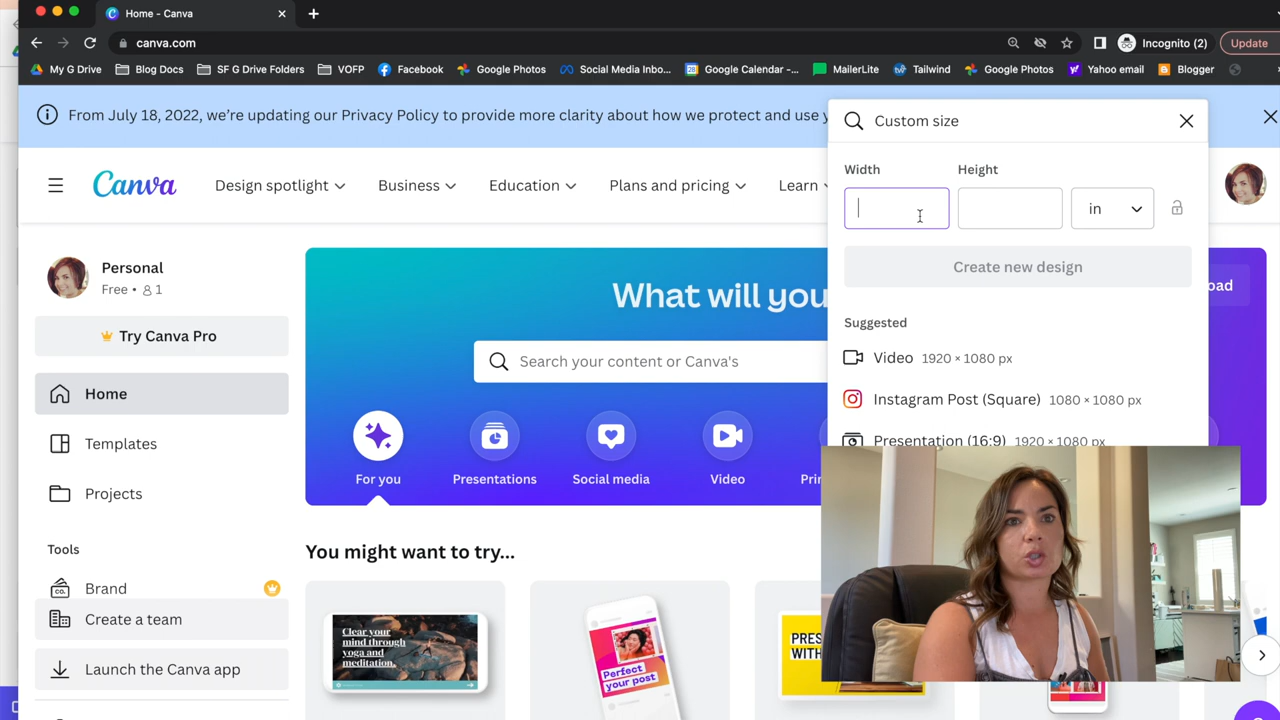 Home - Canva
canva.com
Incognito (2)
Update
My G Drive
Blog Docs
SF G Drive Folders
VOFP
Facebook
Google Photos
Social Media Inbo...
Google Calendar -...
MailerLite
Tailwind
Google Photos
Yahoo email
Blogger
From July 18, 2022, we're updating our Privacy Policy to provide more clarity about how we protect and use y
Custom size
Canva
Design spotlight
Business
Education
Plans and pricing
Learn
Width
Height
in
Create new design
Suggested
Video 1920 × 1080 px
Instagram Post (Square) 1080 × 1080 px
Presentation (16:9) 1920 × 1080 px
Personal
Free • 1
Try Canva Pro
Home
Templates
Projects
Tools
Brand
CO.
Create a team
Launch the Canva app
What will you
oad
Search your content or Canva's
For you
Presentations
Social media
Video
Prin
You might want to try...
Clear your
mind through
yoga and
meditation.
Perfect
your post
PRES
WITH